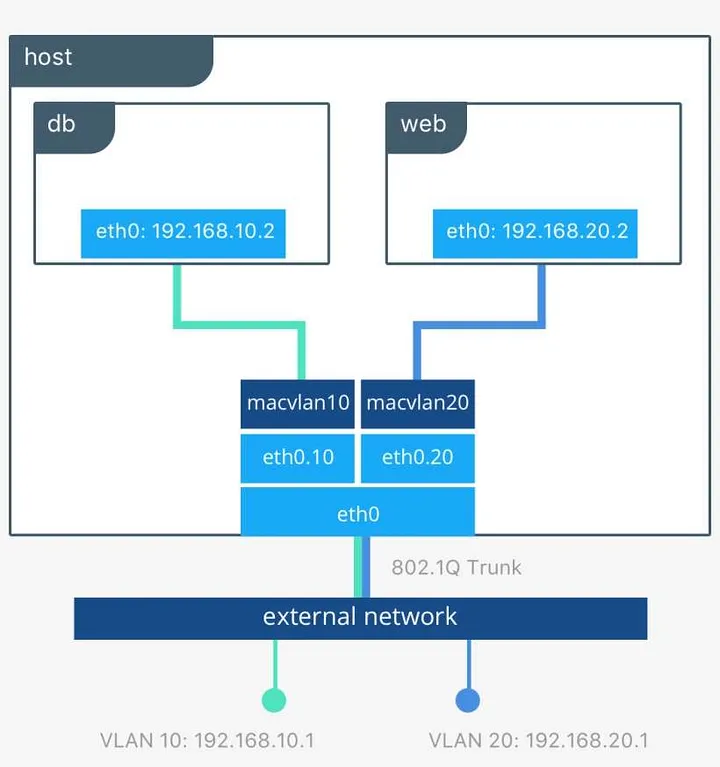 host
db
web
eth0: 192.168.10.2
eth0: 192.168.20.2
macvlan10
macvlan20
eth0.10
eth0.20
eth0
802.1Q Trunk
external network
VLAN 10: 192.168.10.1
VLAN 20: 192.168.20.1